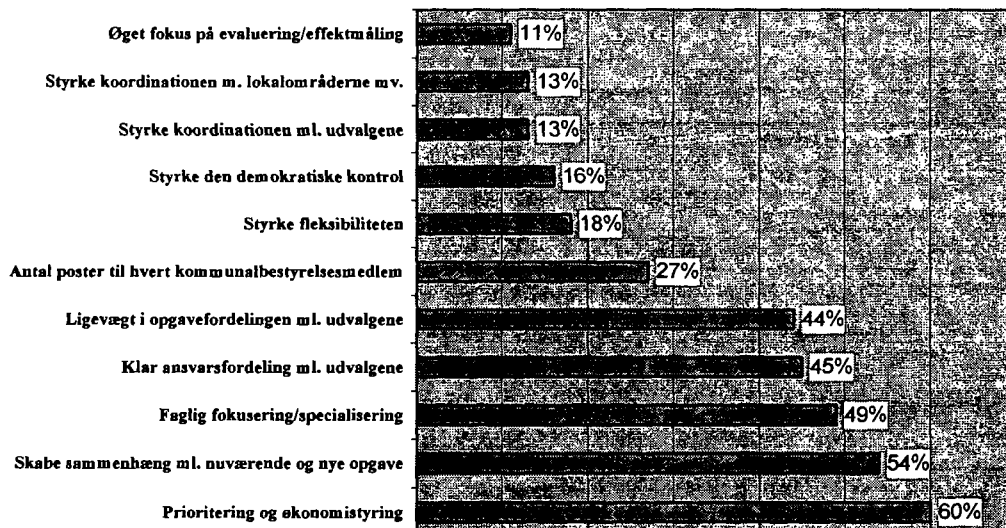 Øget fokus på evaluering/effektmåling 11%
Styrke koordinationen m. lokalområderne mv. 13%
Styrke koordinationen ml. udvalgene 13%
Styrke den demokratiske kontrol 16%
Styrke fleksibiliteten 18%
Antal poster til hvert kommunalbestyrelsesmedlem 27%
Ligevægt i opgavefordelingen ml. udvalgene 44%
Klar ansvarsfordeling ml. udvalgene 45%
Faglig fokusering/specialisering 49%
Skabe sammenhæng ml. nuværende og nye opgave 54%
Prioritering og økonomistyring 60%